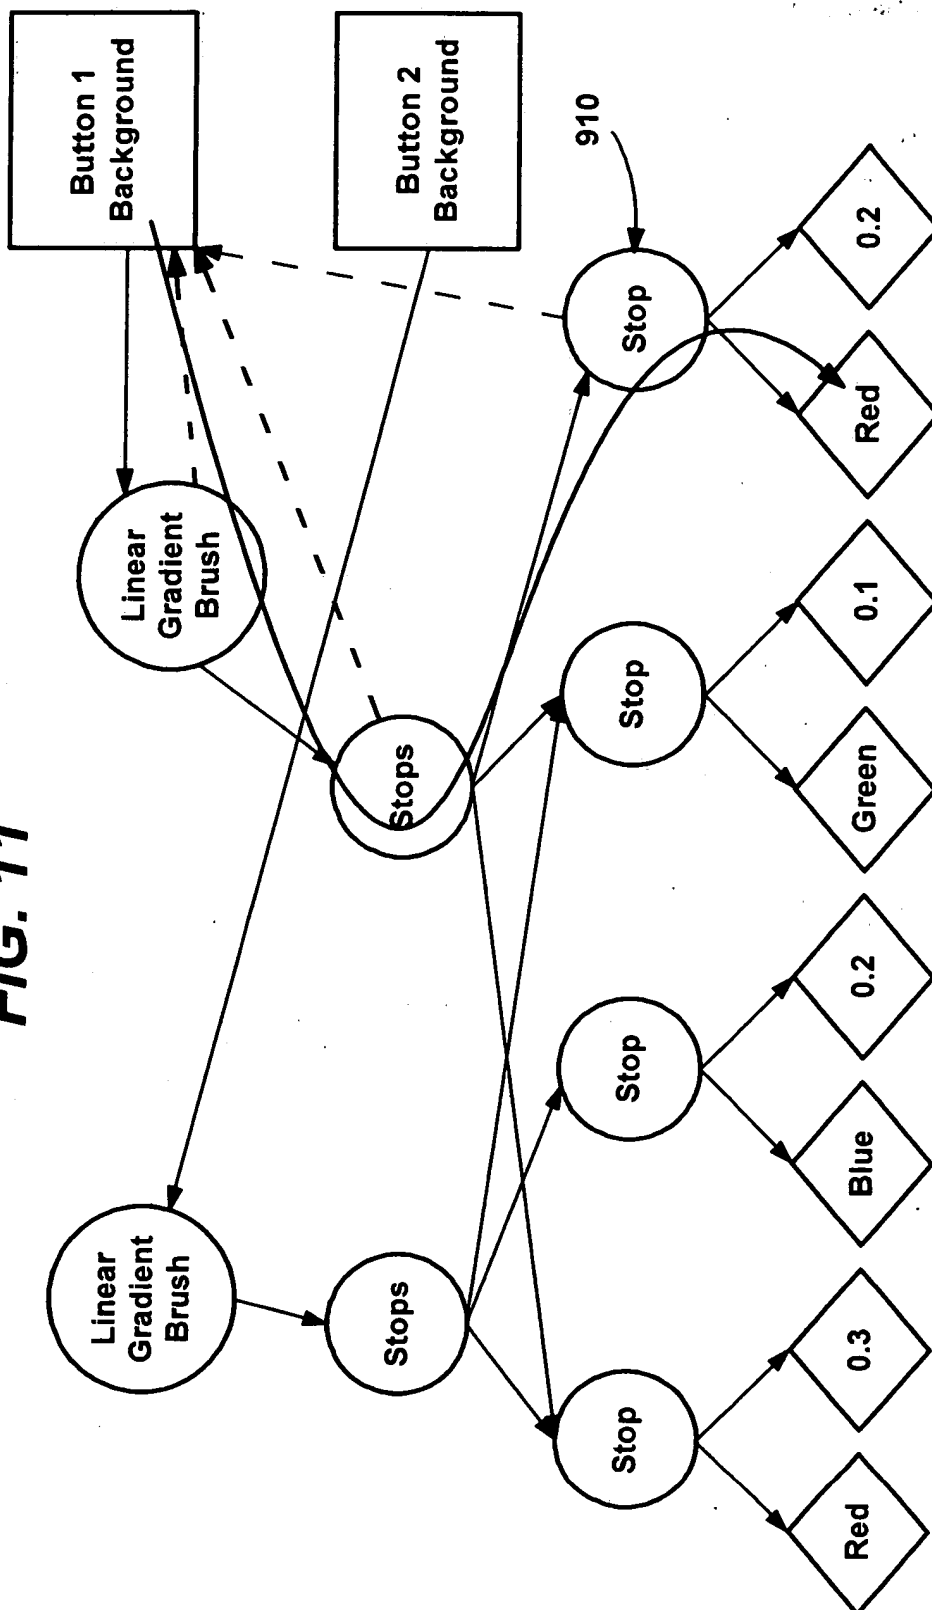 FIG. 11
Linear
Gradient
Brush
Linear
Gradient
Brush
Button 1
Background
Stops
Stops
Button 2
Background
910
Stop
Stop
Stop
Stop
Red
0.3
Blue
0.2
Green
0.1
Red
0.2